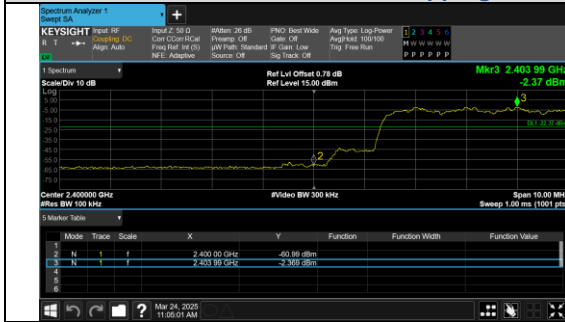 Spectrum Analyzer 1
Swept SA
+
KEYSIGHT Input: RF Input Z: 50 Ω #Atten: 26 dB PNO: Best Wide Avg Type: Log-Power 1 2 3 4 5 6
R T Coupling: DC Corr CCorr RCal Preamp: Off Gate: Off Avg|Hold: 100/100 M W W W W W
Align: Auto Freq Ref: Int (S) µW Path: Standard IF Gain: Low Trig: Free Run
NFE: Adaptive Source: Off Sig Track: Off P P P P P P
1 Spectrum Ref Lvl Offset 0.78 dB Mkr3 2.403 99 GHz
Scale/Div 10 dB Ref Level 15.00 dBm -2.37 dBm
Log
5.00
-5.00
-15.0
-25.0
-35.0
-45.0
-55.0
-65.0
-75.0
3
DL1 -22.37 dBm
2
Center 2.400000 GHz #Video BW 300 kHz Span 10.00 MHz
#Res BW 100 kHz Sweep 1.00 ms (1001 pts)
5 Marker Table
Mode Trace Scale X Y Function Function Width Function Value
1
2 N 1 f 2.400 00 GHz -60.99 dBm
3 N 1 f 2.403 99 GHz -2.369 dBm
4
5
6
? Mar 24, 2025
11:05:01 AM